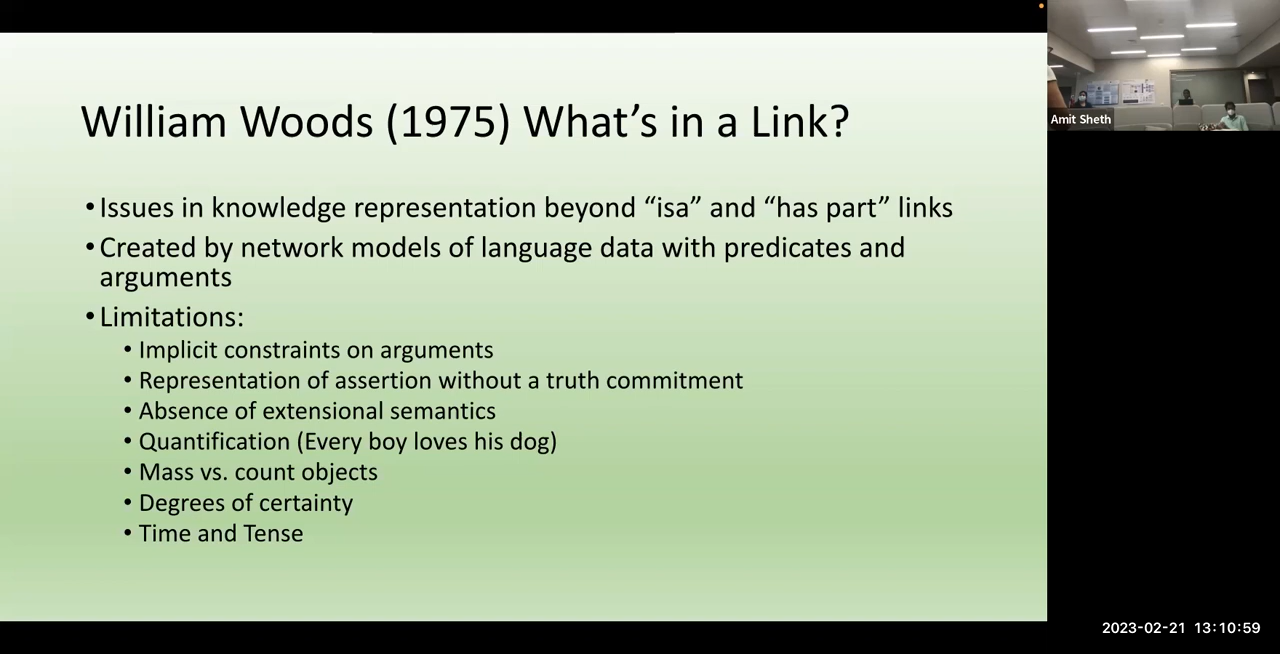 William Woods (1975) What’s in a Link?
• Issues in knowledge representation beyond “isa” and “has part” links
• Created by network models of language data with predicates and
arguments
• Limitations:
• Implicit constraints on arguments
• Representation of assertion without a truth commitment
• Absence of extensional semantics
• Quantification (Every boy loves his dog)
• Mass vs. count objects
• Degrees of certainty
• Time and Tense
Amit Sheth
2023-02-21 13:10:59